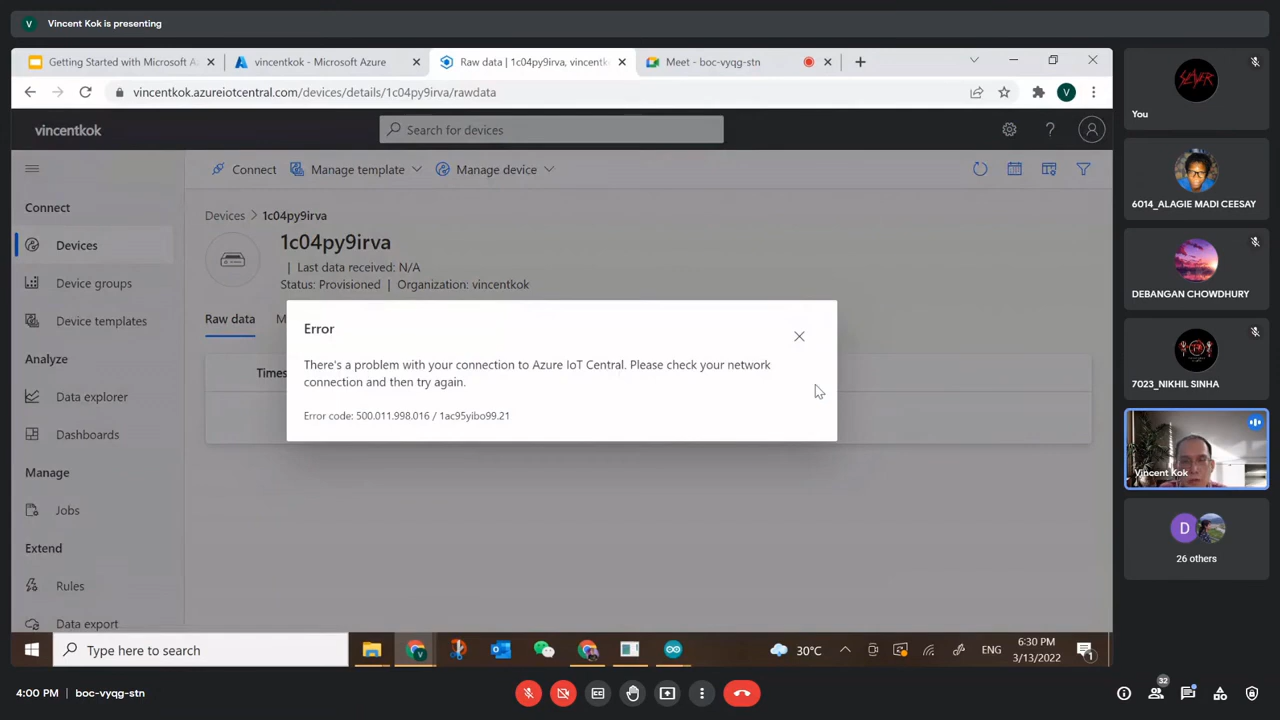 Vincent Kok is presenting
Getting Started with Microsoft A
vincentkok - Microsoft Azure
Raw data | 1c04py9irva, vincentk
Meet - boc-vyqg-stn
vincentkok.azureiotcentral.com/devices/details/1c04py9irva/rawdata
vincentkok
Search for devices
Connect
Manage template
Manage device
Connect
Devices
Device groups
Device templates
Analyze
Data explorer
Dashboards
Manage
Jobs
Extend
Rules
Data export
Devices > 1c04py9irva
1c04py9irva
| Last data received: N/A
Status: Provisioned | Organization: vincentkok
Raw data
M
Times
Error
There's a problem with your connection to Azure IoT Central. Please check your network
connection and then try again.
Error code: 500.011.998.016 / 1ac95yibo99.21
Type here to search
30°C
ENG
6:30 PM
3/13/2022
1
You
6014_ALAGIE MADI CEESAY
DEBANGAN CHOWDHURY
7023_NIKHIL SINHA
Vincent Kok
D
26 others
4:00 PM | boc-vyqg-stn
32